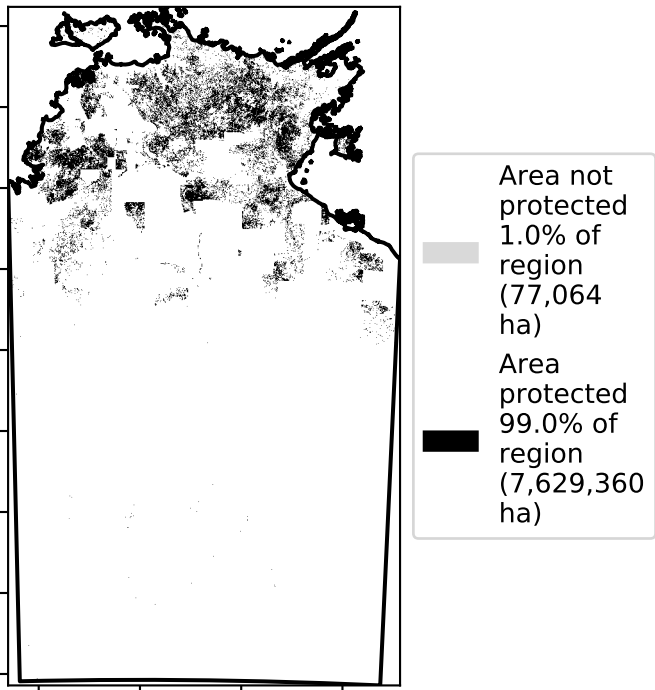 Area not
protected
1.0% of
region
(77,064
ha)
Area
protected
99.0% of
region
(7,629,360
ha)